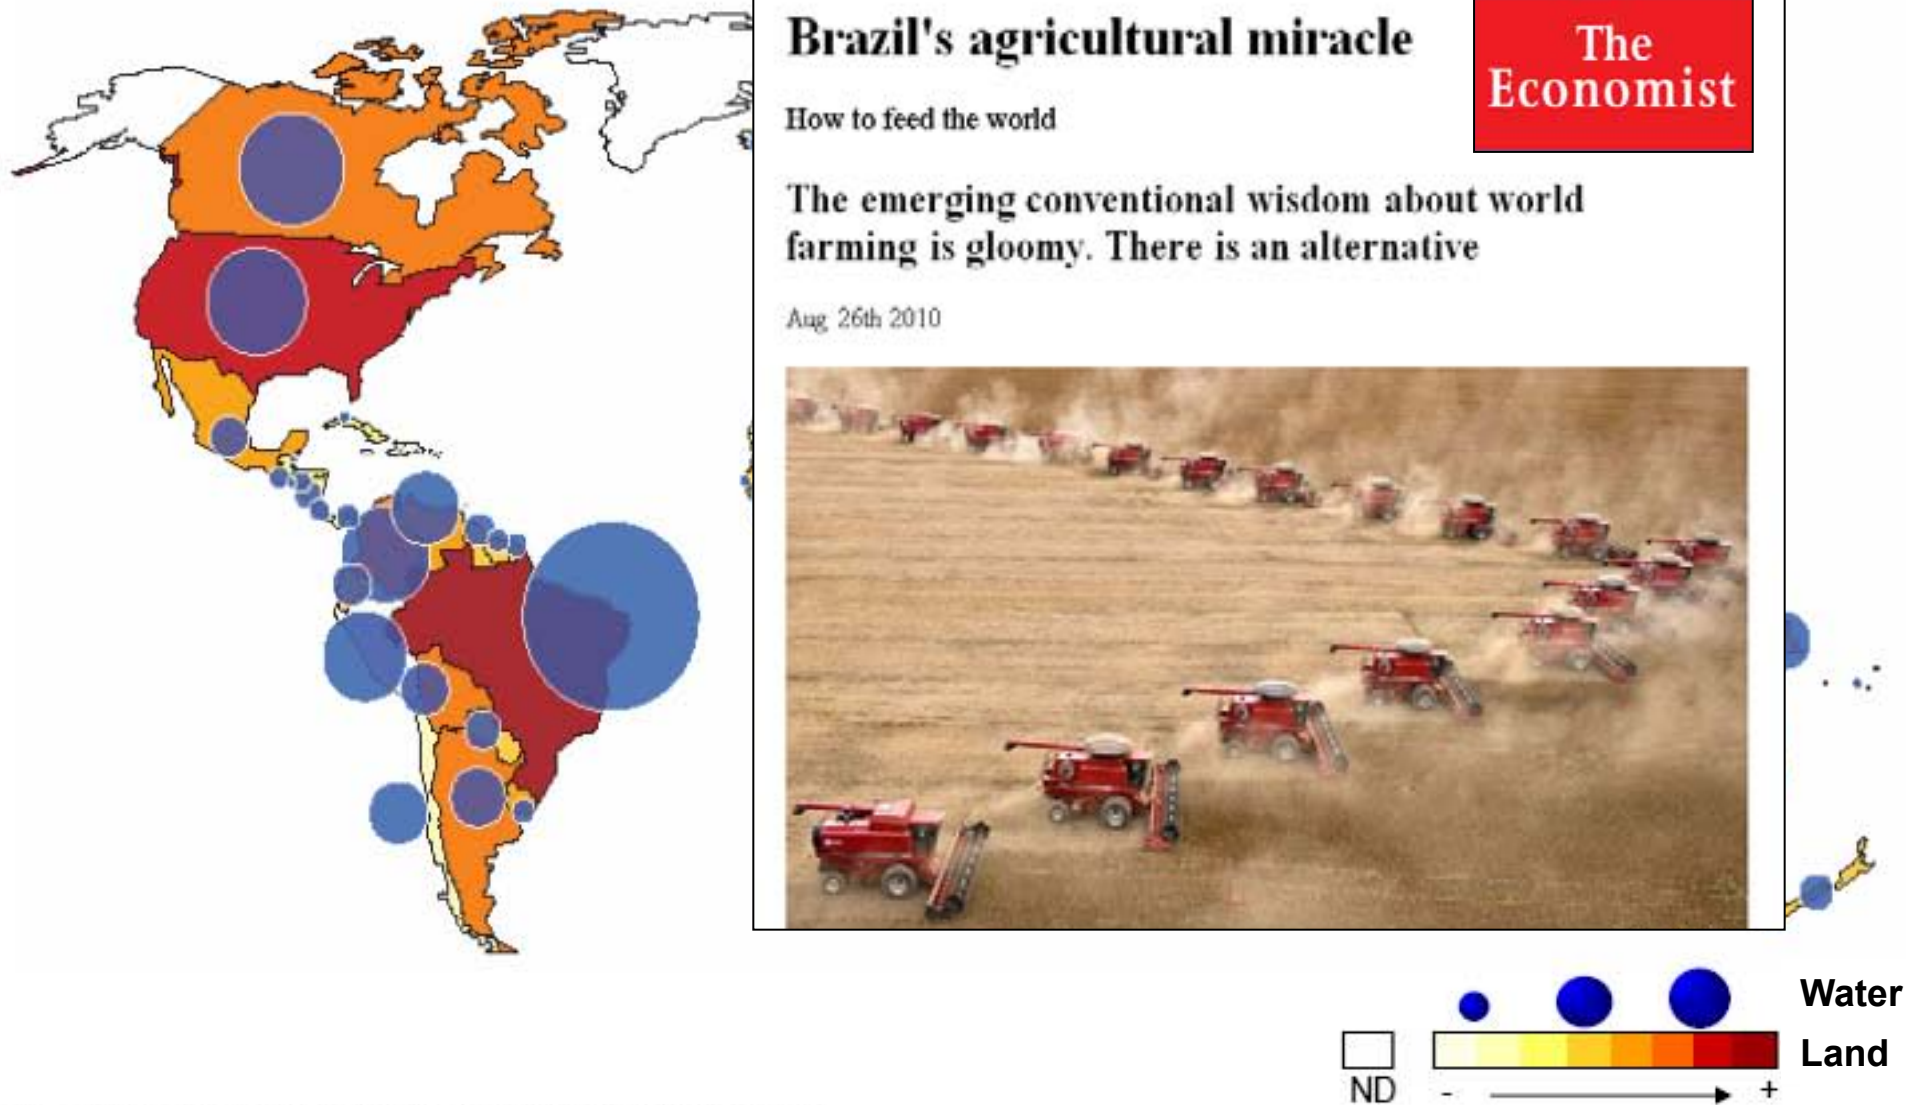 Brazil's agricultural miracle
The
Economist
How to feed the world
The emerging conventional wisdom about world
farming is gloomy. There is an alternative
Aug 26th 2010
Water
Land
ND
- +